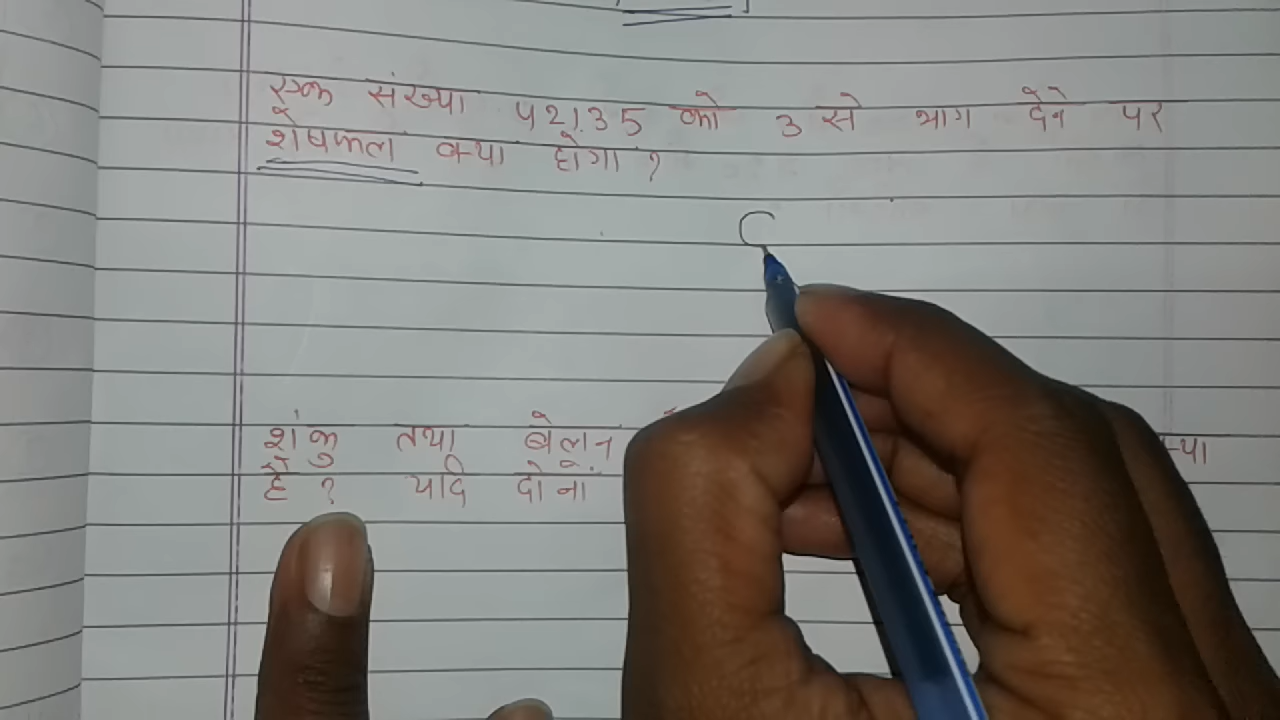 एक संख्या 42135 को 3 से भाग देने पर
शेषफल क्या होगा ?
शंकु तथा बेलन
है ? यदि दोनों